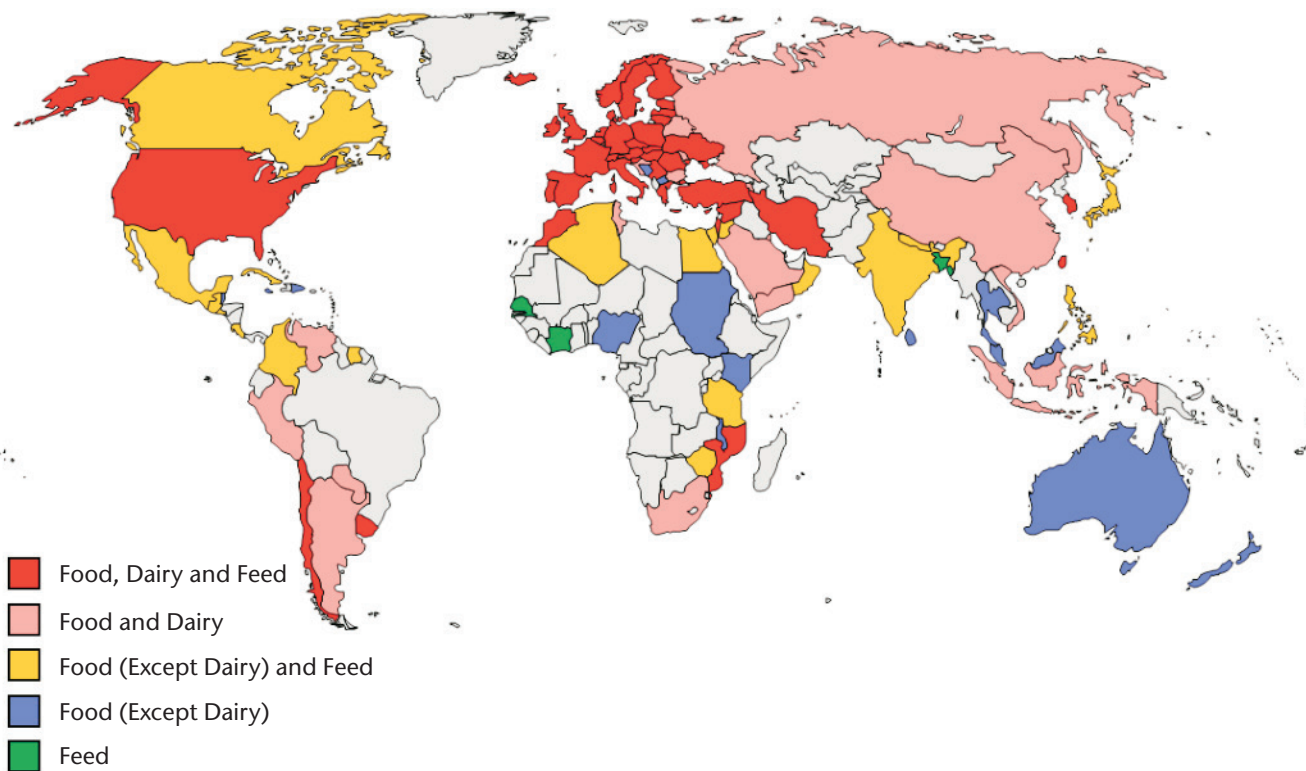 Food, Dairy and Feed
Food and Dairy
Food (Except Dairy) and Feed
Food (Except Dairy)
Feed